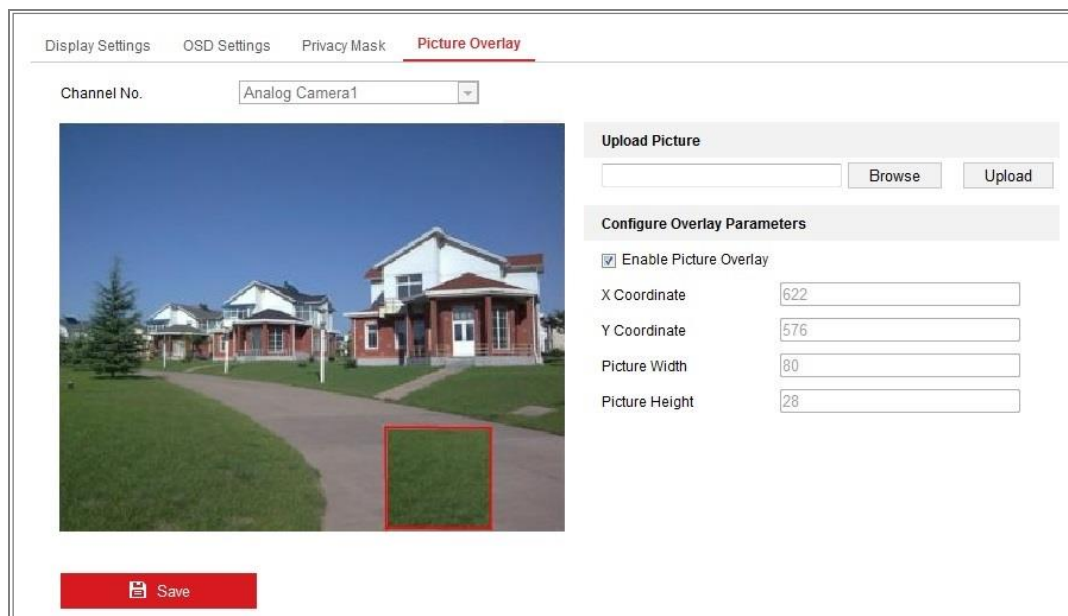 Display Settings OSD Settings Privacy Mask Picture Overlay
Channel No. Analog Camera1
Upload Picture
Browse Upload
Configure Overlay Parameters
Enable Picture Overlay
X Coordinate 622
Y Coordinate 576
Picture Width 80
Picture Height 28
Save